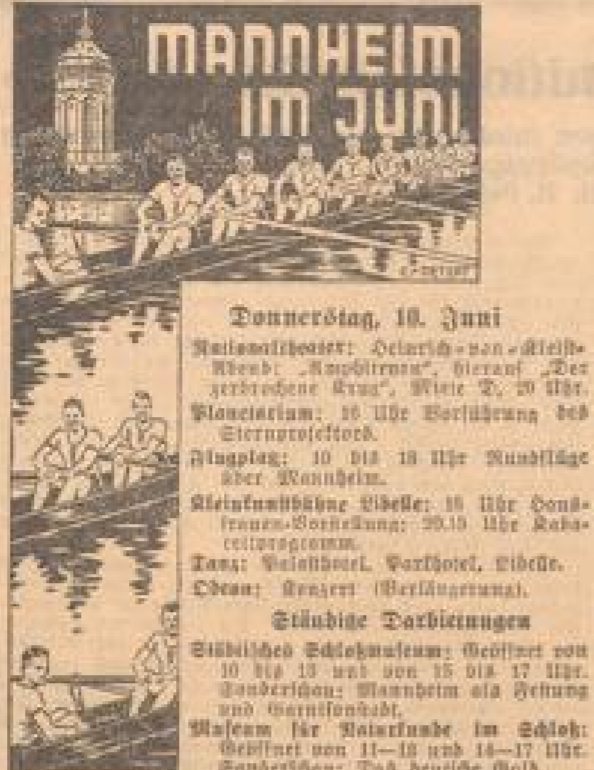 MANNHEIM
IM JUNI
Donnerstag, 10. Juni
Nationaltheater: Heinrich-von-Kleist-
Abend: „Amphitryon“, hierauf „Der
zerbrochene Krug“, Miete D, 20 Uhr.
Planetarium: 16 Uhr Vorführung des
Sternprojektors.
Flugplatz: 10 bis 18 Uhr Rundflüge
über Mannheim.
Kleinkunstbühne Libelle: 16 Uhr Haus-
frauen-Vorstellung; 20.15 Uhr Kaba-
rettprogramm.
Tanz: Palasthotel, Parkhotel, Libelle.
Odeon: Konzert (Verlängerung).
Ständige Darbietungen
Städtisches Schloßmuseum: Geöffnet von
10 bis 13 und von 15 bis 17 Uhr.
Sonderschau: Mannheim als Festung
und Garnisonstadt.
Museum für Naturkunde im Schloß:
Geöffnet von 11—13 und 14—17 Uhr.
Sonderschau: Das deutsche Gold.